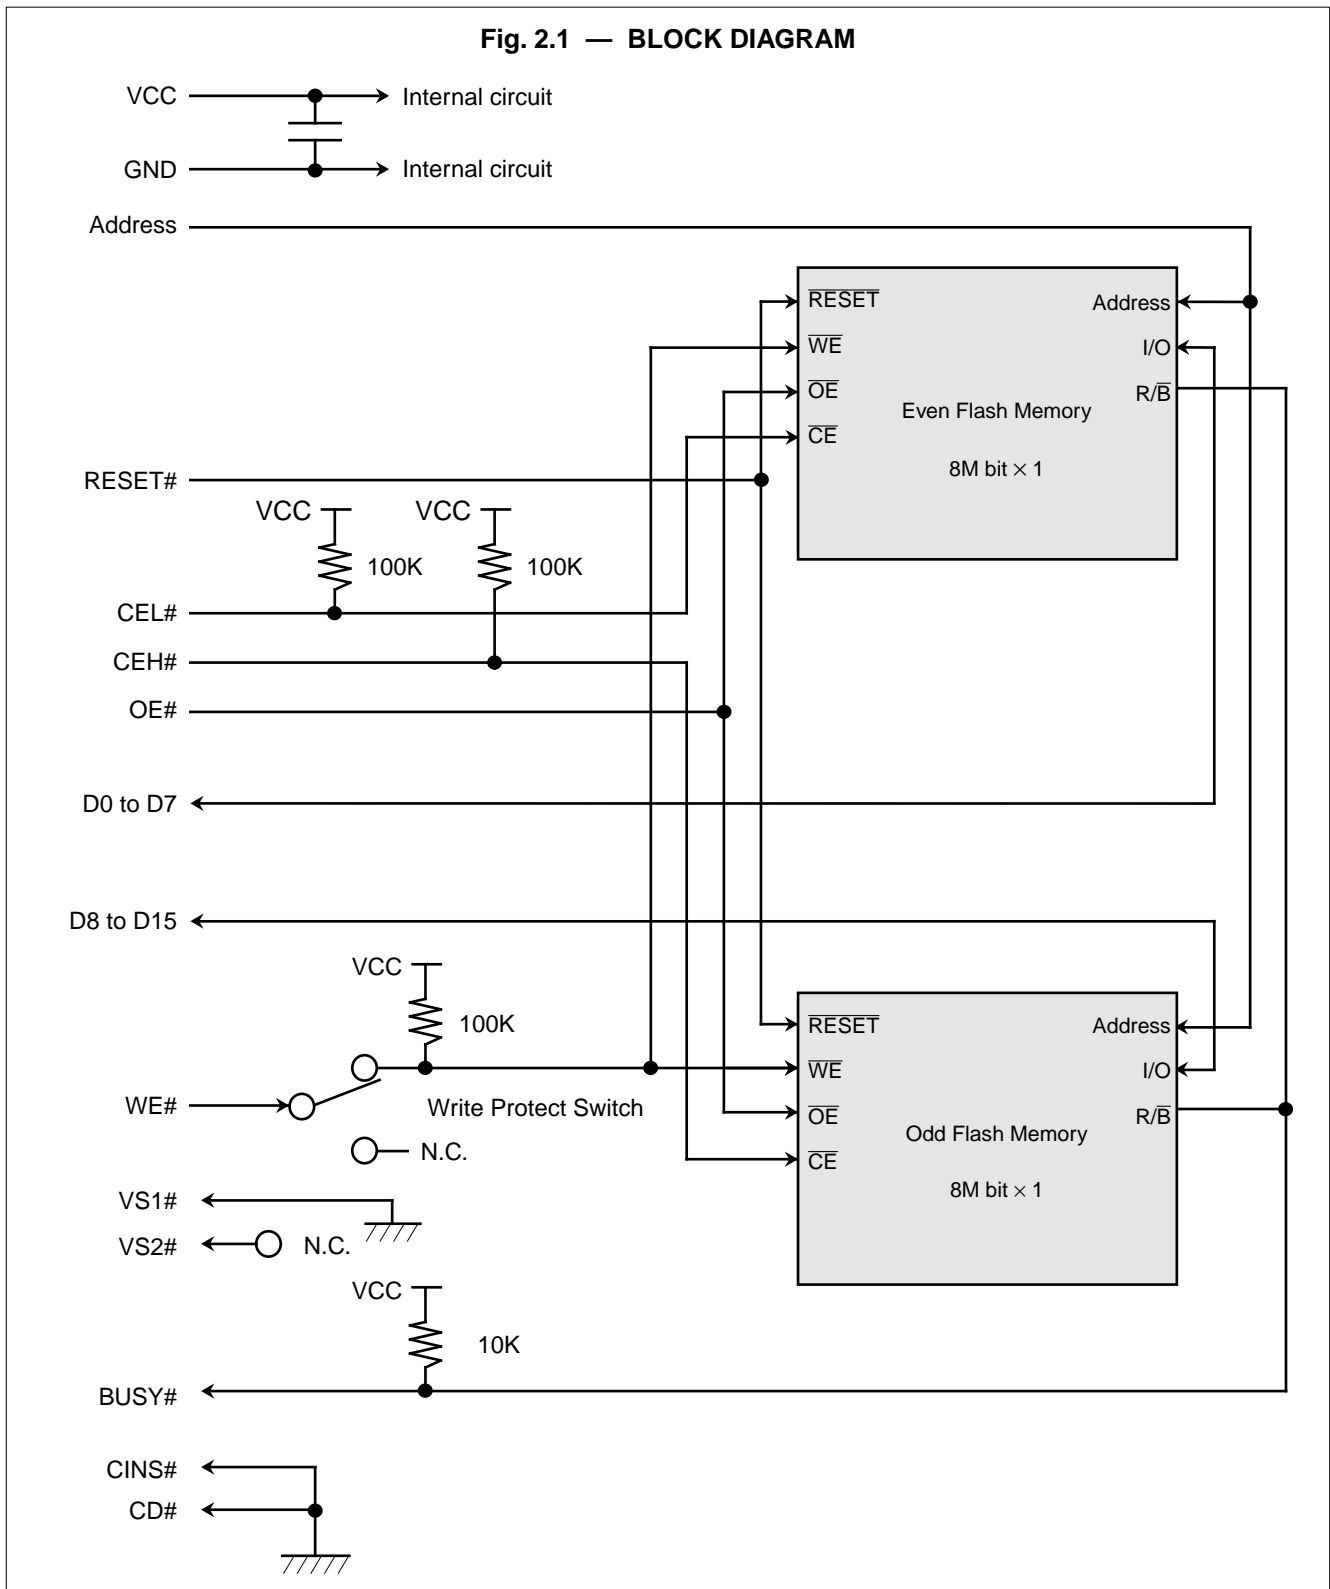 Fig. 2.1 — BLOCK DIAGRAM
VCC
Internal circuit
GND
Internal circuit
Address
RESET
Address
WE
I/O
OE
R/B
Even Flash Memory
CE
8M bit × 1
RESET#
VCC
VCC
100K
100K
CEL#
CEH#
OE#
D0 to D7
D8 to D15
VCC
100K
RESET
Address
WE
I/O
WE#
Write Protect Switch
OE
R/B
Odd Flash Memory
N.C.
CE
8M bit × 1
VS1#
VS2#
N.C.
VCC
10K
BUSY#
CINS#
CD#